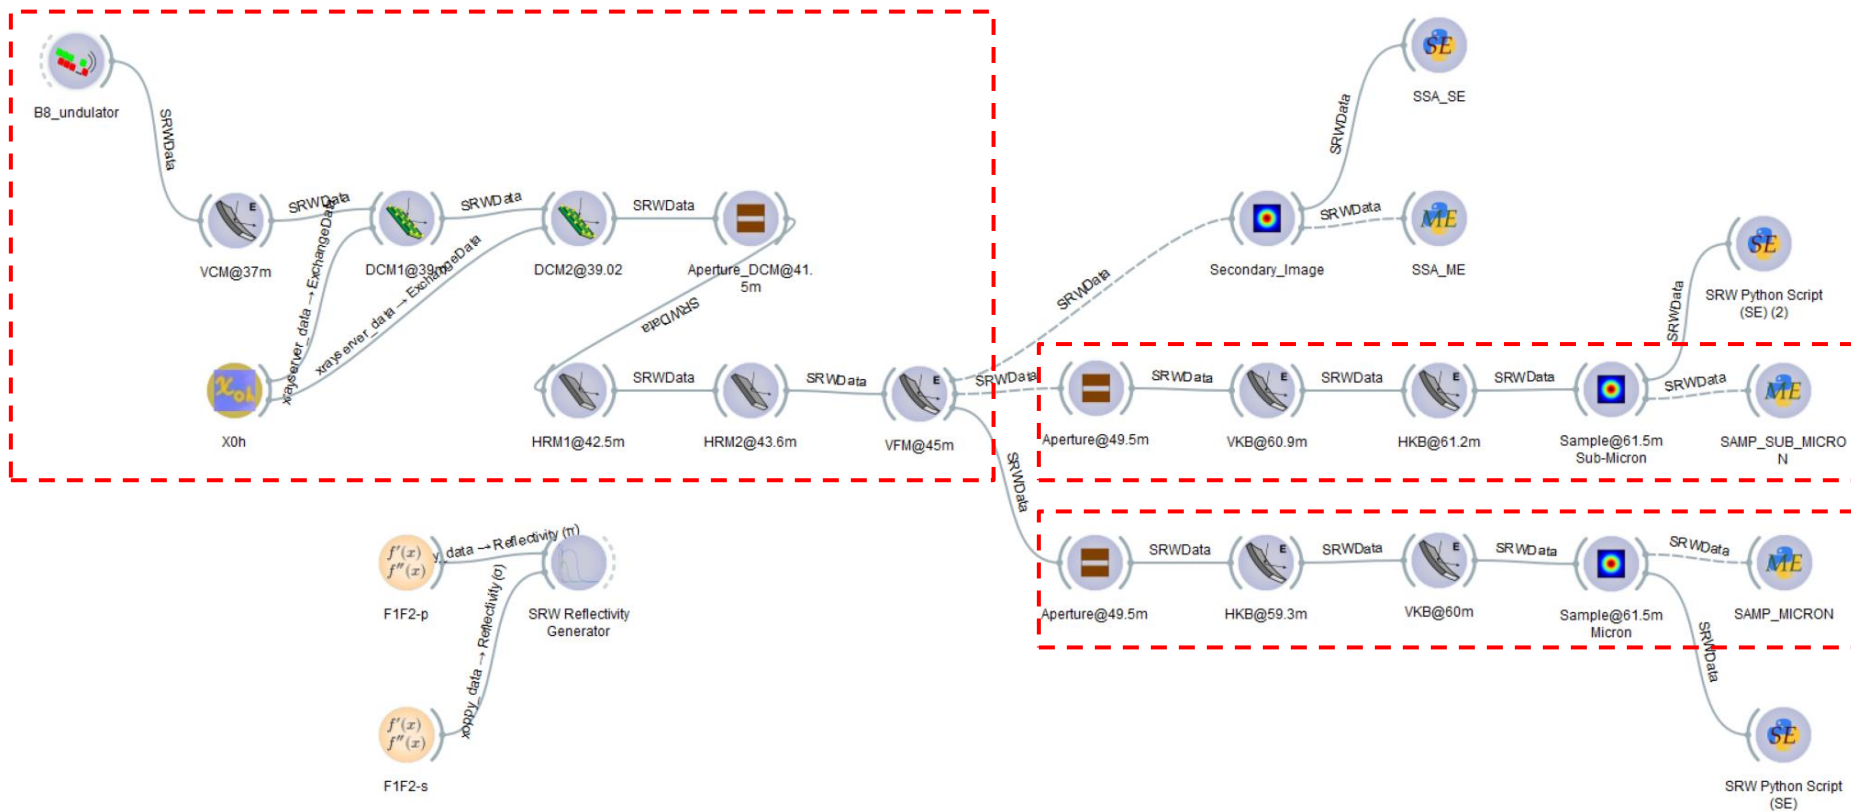 B8_undulator
SRWData
E
VCM@37m
SRWData
DCM1@39m
SRWData
DCM2@39.02
SRWData
Aperture_DCM@41.
5m
xrayserver_data → ExchangeData
xrayserver_data → ExchangeData
X0h
X0h
SRWData
HRM1@42.5m
SRWData
HRM2@43.6m
SRWData
E
VFM@45m
SRWData
SRWData
SRWData
Secondary_Image
SRWData
SE
SSA_SE
SRWData
ME
SSA_ME
Aperture@49.5m
SRWData
E
VKB@60.9m
SRWData
E
HKB@61.2m
SRWData
Sample@61.5m
Sub-Micron
SRWData
SE
SRW Python Script
(SE) (2)
SRWData
ME
SAMP_SUB_MICRO
N
Aperture@49.5m
SRWData
E
HKB@59.3m
SRWData
E
VKB@60m
SRWData
Sample@61.5m
Micron
SRWData
ME
SAMP_MICRON
SRWData
SE
SRW Python Script
(SE)
f'(x)
f''(x)
F1F2-p
y_data → Reflectivity (π)
SRW Reflectivity
Generator
f'(x)
f''(x)
F1F2-s
xoppy_data → Reflectivity (σ)